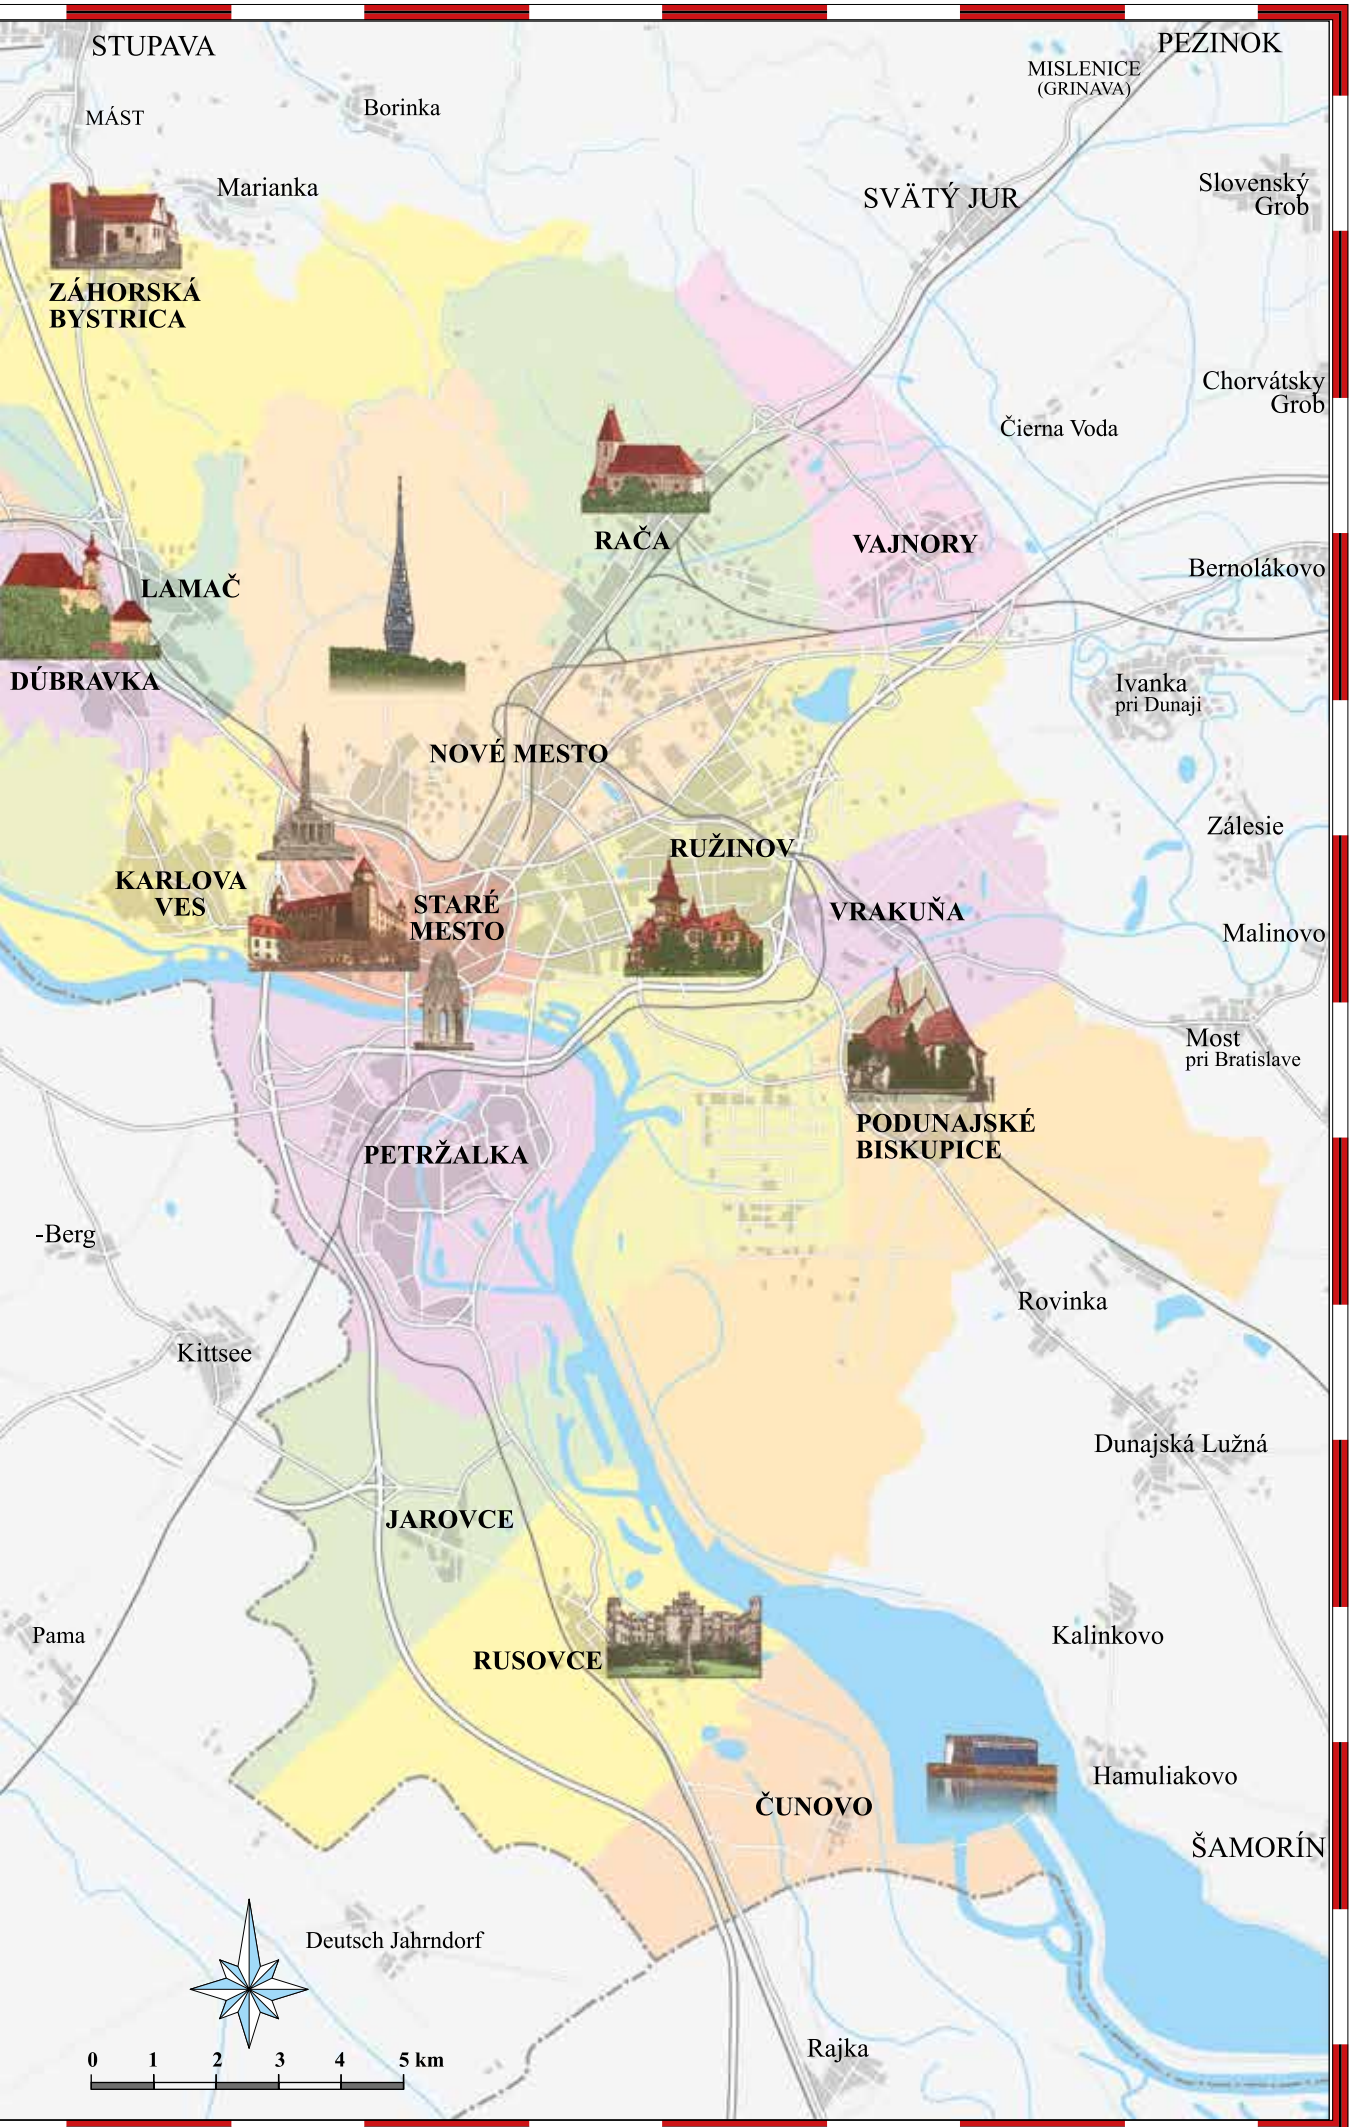 STUPAVA
PEZINOK
MISLENICE
(GRINAVA)
MÁST
Borinka
Marianka
SVÄTÝ JUR
Slovenský
Grob
ZÁHORSKÁ
BYSTRICA
Chorvátsky
Grob
Čierna Voda
RAČA
VAJNORY
Bernolákovo
LAMAČ
DÚBRAVKA
Ivanka
pri Dunaji
NOVÉ MESTO
Zálesie
RUŽINOV
KARLOVA
VES
STARÉ
MESTO
VRAKUŇA
Malinovo
Most
pri Bratislave
PODUNAJSKÉ
BISKUPICE
PETRŽALKA
-Berg
Rovinka
Kittsee
Dunajská Lužná
JAROVCE
Pama
Kalinkovo
RUSOVCE
Hamuliakovo
ČUNOVO
ŠAMORÍN
Deutsch Jahrndorf
Rajka
0 1 2 3 4 5 km